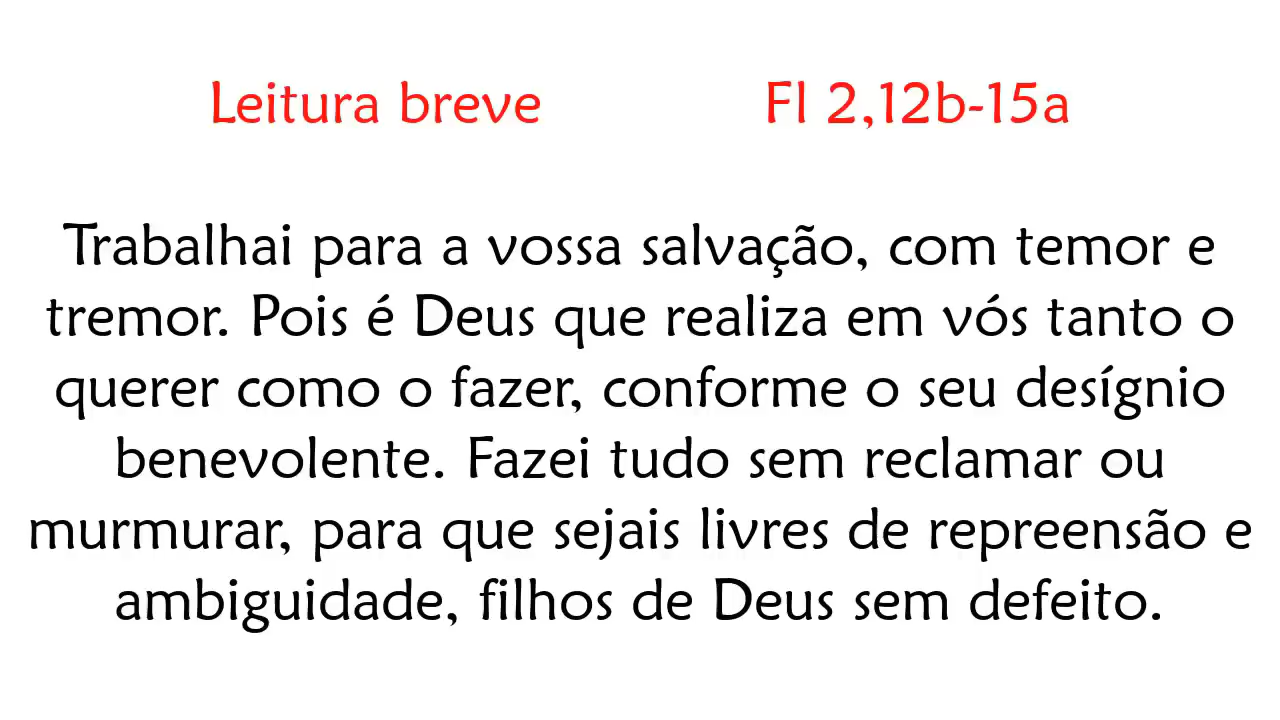 Leitura breve Fl 2,12b-15a
Trabalhai para a vossa salvação, com temor e
tremor. Pois é Deus que realiza em vós tanto o
querer como o fazer, conforme o seu desígnio
benevolente. Fazei tudo sem reclamar ou
murmurar, para que sejais livres de repreensão e
ambiguidade, filhos de Deus sem defeito.